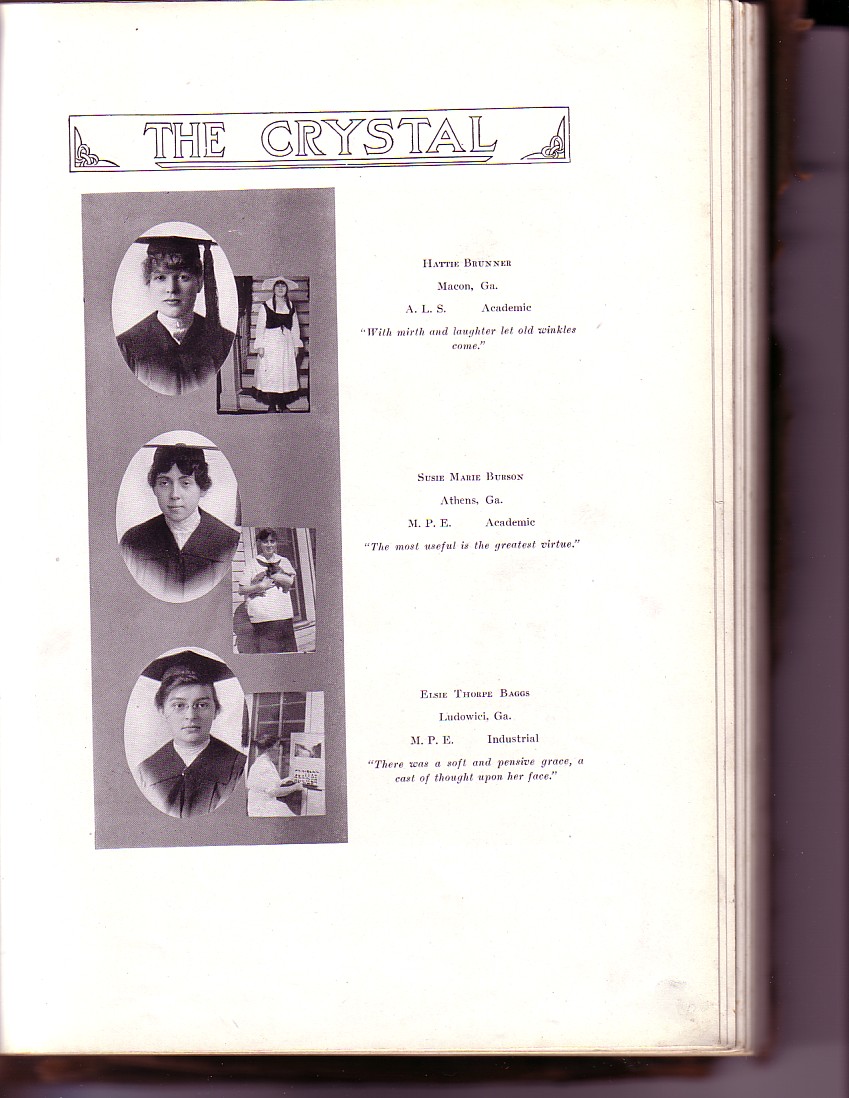 THE CRYSTAL
HATTIE BRUNNER
Macon, Ga.
A. L. S. Academic
"With mirth and laughter let old winkles
come."
SUSIE MARIE BURSON
Athens, Ga.
M. P. E. Academic
"The most useful is the greatest virtue."
ELSIE THORPE BAGGS
Ludowici, Ga.
M. P. E. Industrial
"There was a soft and pensive grace, a
cast of thought upon her face."